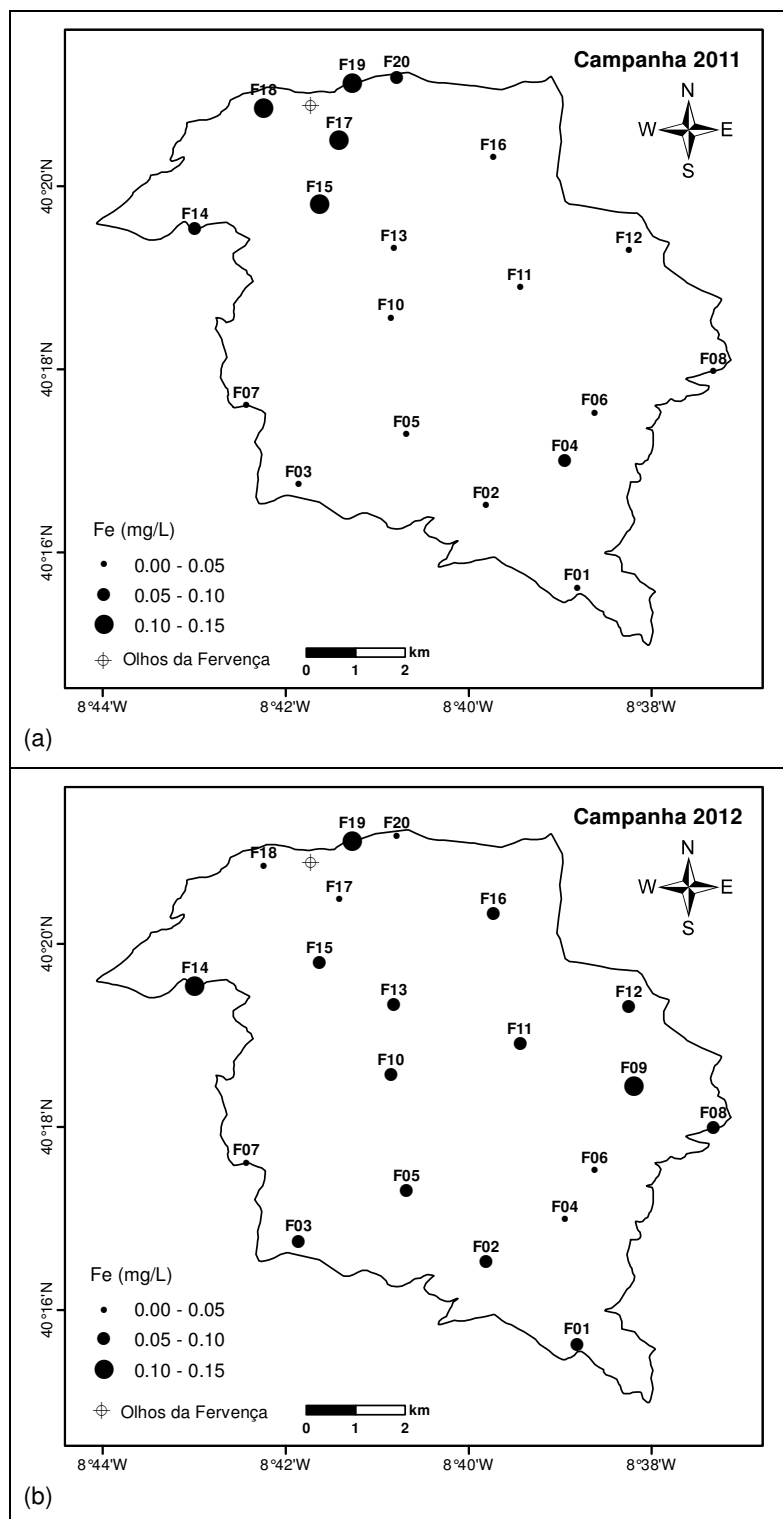 Campanha 2011
N
W E
S
F19 F20
F18
F17
F16
F15
F14
F13
F12
F11
F10
F08
F07
F06
F05
F04
F03
F02
F01
40°20'N
40°18'N
40°16'N
Fe (mg/L)
0.00 - 0.05
0.05 - 0.10
0.10 - 0.15
Olhos da Fervença
km
0 1 2
8°44'W 8°42'W 8°40'W 8°38'W
(a)
Campanha 2012
N
W E
S
F19 F20
F18
F17
F16
F15
F14
F13
F12
F11
F10
F09
F08
F07
F06
F05
F04
F03
F02
F01
40°20'N
40°18'N
40°16'N
Fe (mg/L)
0.00 - 0.05
0.05 - 0.10
0.10 - 0.15
Olhos da Fervença
km
0 1 2
8°44'W 8°42'W 8°40'W 8°38'W
(b)